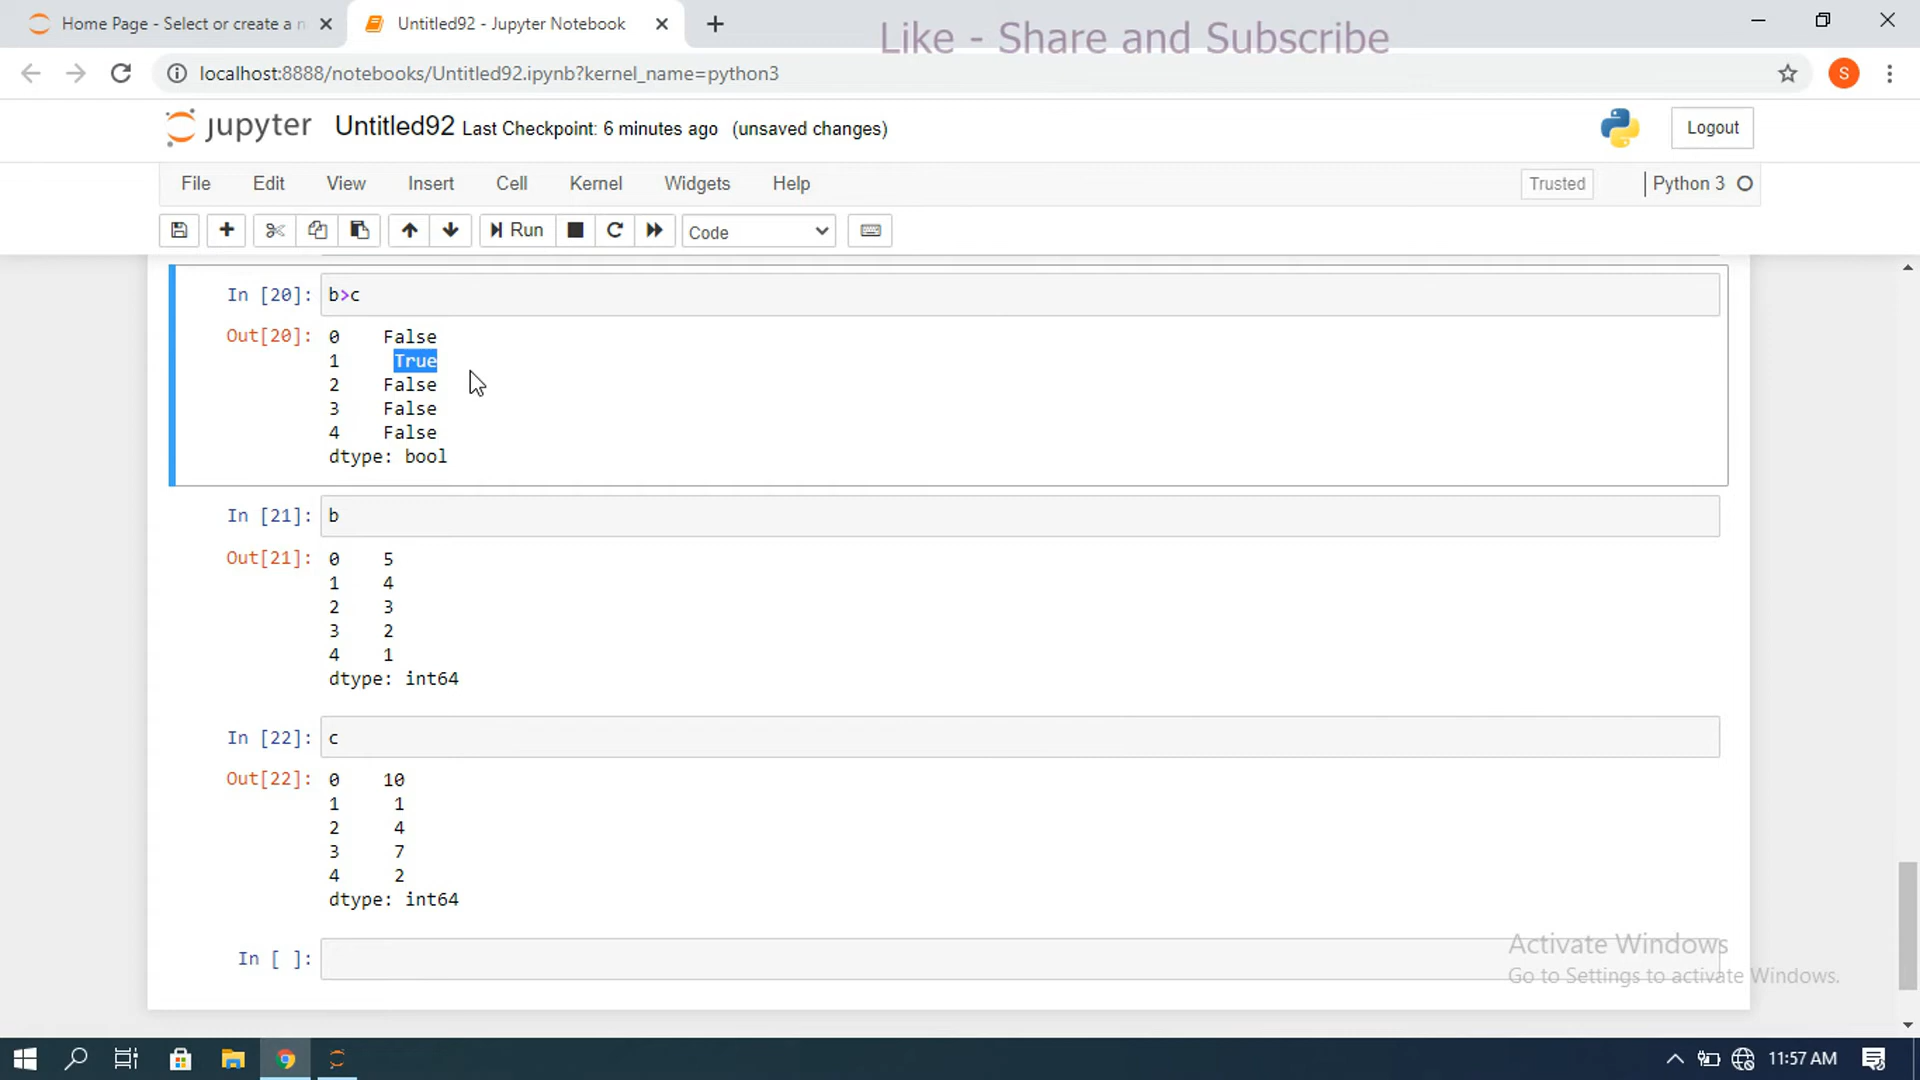 Home Page - Select or create a n
Untitled92 - Jupyter Notebook
Like - Share and Subscribe
localhost:8888/notebooks/Untitled92.ipynb?kernel_name=python3
S
jupyter Untitled92 Last Checkpoint: 6 minutes ago (unsaved changes)
Logout
File Edit View Insert Cell Kernel Widgets Help
Trusted
Python 3
Run
Code
In [20]: b>c
Out[20]: 0 False
1 True
2 False
3 False
4 False
dtype: bool
In [21]: b
Out[21]: 0 5
1 4
2 3
3 2
4 1
dtype: int64
In [22]: c
Out[22]: 0 10
1 1
2 4
3 7
4 2
dtype: int64
In [ ]:
Activate Windows
Go to Settings to activate Windows.
11:57 AM